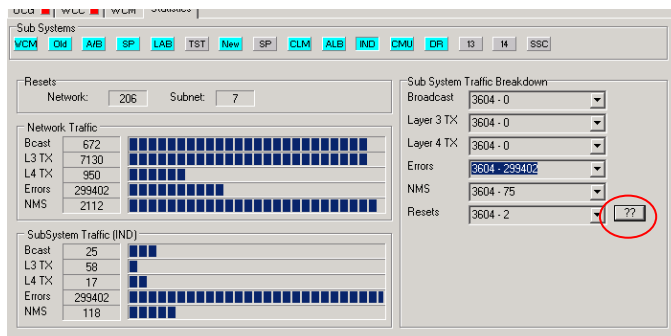 UCG WCC WCM Statistics
Sub Systems
VCM Old A/B SP LAB TST New SP CLM ALB IND CMU DR 13 14 SSC
Resets
Network: 206 Subnet: 7
Network Traffic
Bcast 672
L3 TX 7130
L4 TX 950
Errors 299402
NMS 2112
SubSystem Traffic (IND)
Bcast 25
L3 TX 58
L4 TX 17
Errors 299402
NMS 118
Sub System Traffic Breakdown
Broadcast 3604 - 0
Layer 3 TX 3604 - 0
Layer 4 TX 3604 - 0
Errors 3604 - 299402
NMS 3604 - 75
Resets 3604 - 2 ??